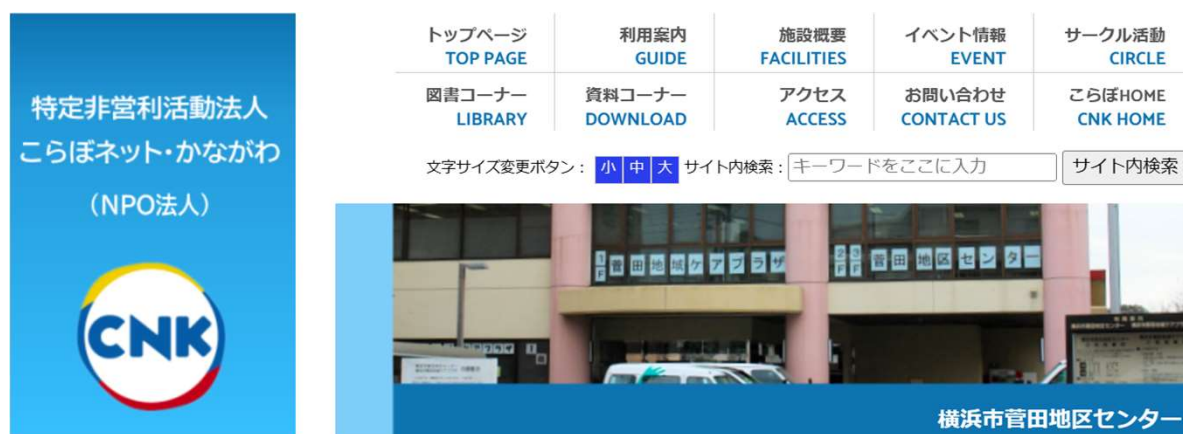 特定非営利活動法人
こらぼネット・かながわ
（NPO法人）
CNK
トップページ 利用案内 施設概要 イベント情報 サークル活動
TOP PAGE GUIDE FACILITIES EVENT CIRCLE
図書コーナー 資料コーナー アクセス お問い合わせ こらぼHOME
LIBRARY DOWNLOAD ACCESS CONTACT US CNK HOME
文字サイズ変更ボタン： 小 中 大 サイト内検索： キーワードをここに入力 サイト内検索
1F 菅田地域ケアプラザ 2F 3F 菅田地区センター
横浜市菅田地区センター